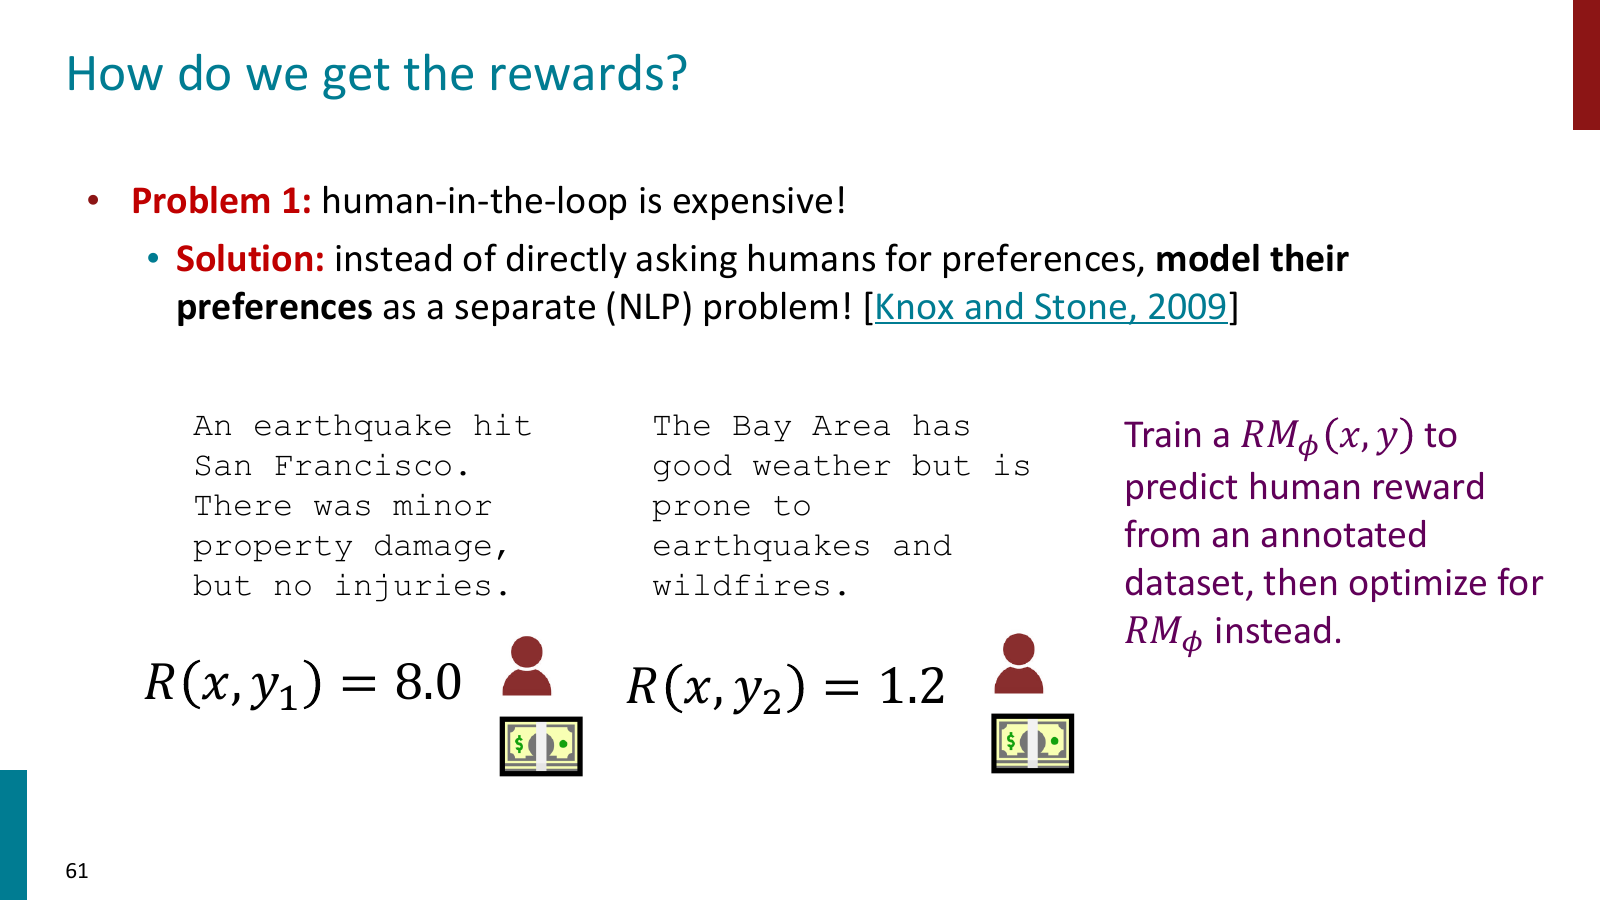 How do we get the rewards?
• Problem 1: human-in-the-loop is expensive!
• Solution: instead of directly asking humans for preferences, model their
preferences as a separate (NLP) problem! [Knox and Stone, 2009]
An earthquake hit
San Francisco.
There was minor
property damage,
but no injuries.
R(x, y₁) = 8.0
The Bay Area has
good weather but is
prone to
earthquakes and
wildfires.
R(x, y₂) = 1.2
Train a RM_ϕ(x, y) to
predict human reward
from an annotated
dataset, then optimize for
RM_ϕ instead.
61